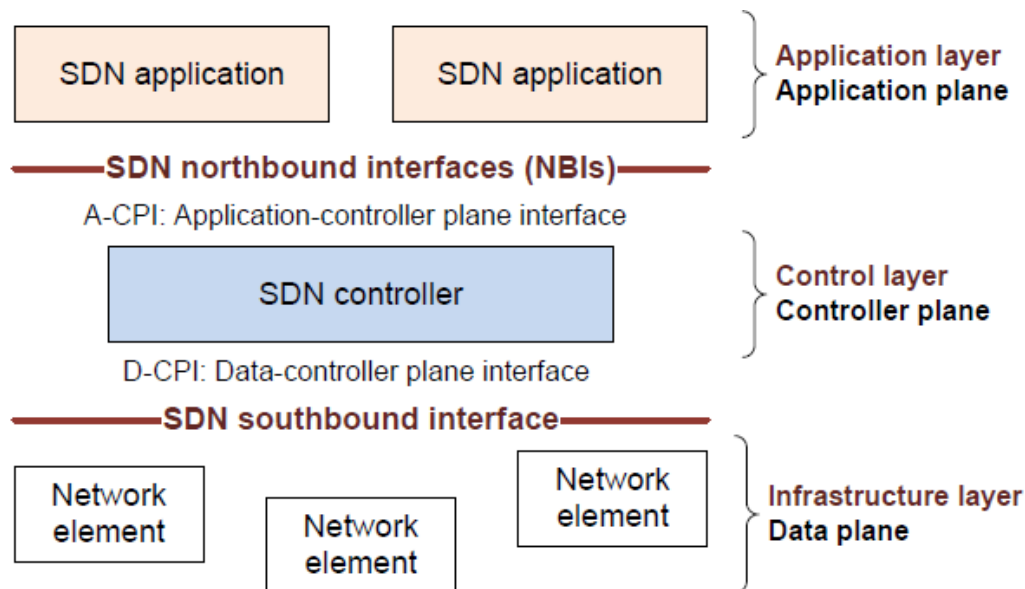 SDN application
SDN application
Application layer
Application plane
SDN northbound interfaces (NBIs)
A-CPI: Application-controller plane interface
SDN controller
Control layer
Controller plane
D-CPI: Data-controller plane interface
SDN southbound interface
Network
element
Network
element
Network
element
Infrastructure layer
Data plane